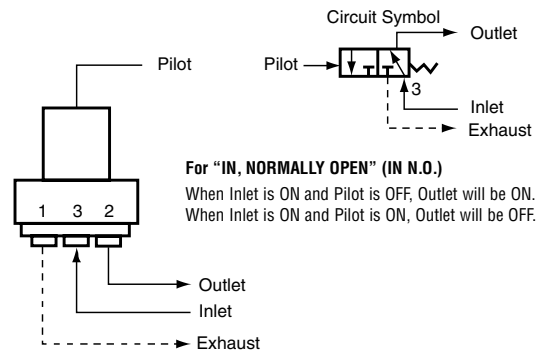 Circuit Symbol
Outlet
Pilot
Pilot
3
Inlet
Exhaust
For “IN, NORMALLY OPEN” (IN N.O.)
When Inlet is ON and Pilot is OFF, Outlet will be ON.
When Inlet is ON and Pilot is ON, Outlet will be OFF.
1 3 2
Outlet
Inlet
Exhaust